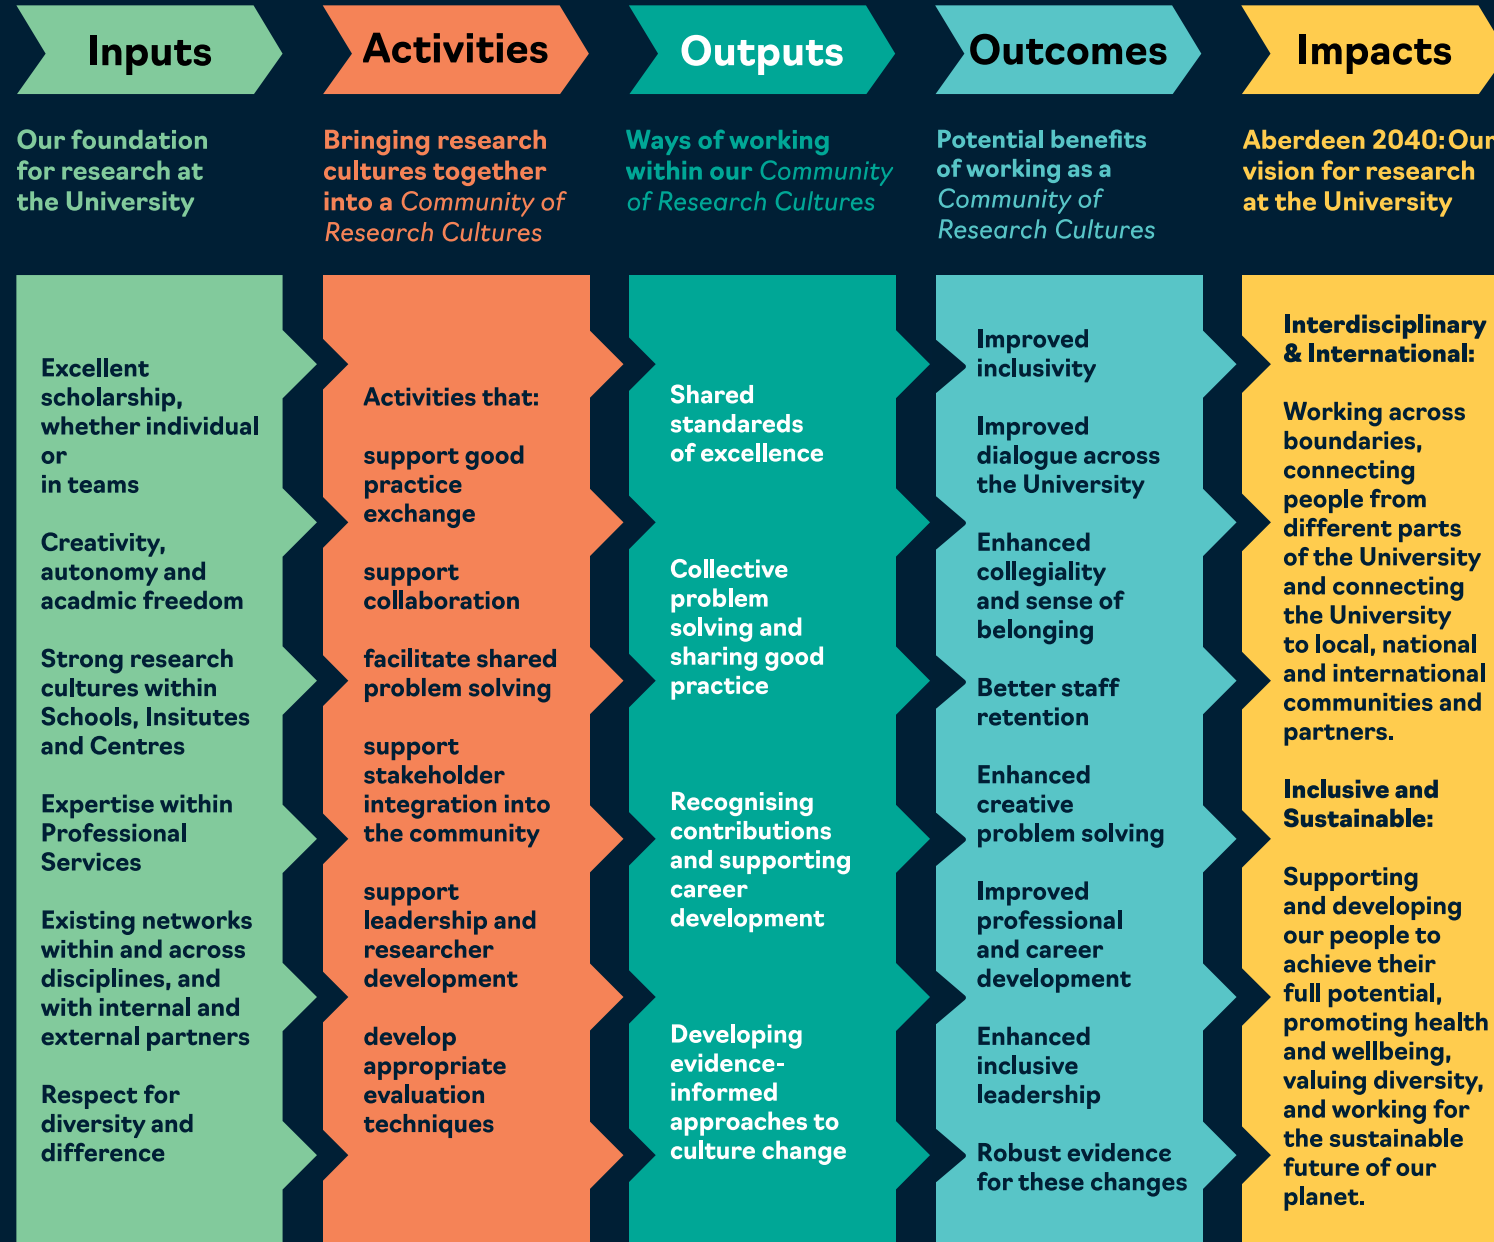 Inputs
Our foundation
for research at
the University
Excellent
scholarship,
whether individual
or
in teams
Creativity,
autonomy and
acadmic freedom
Strong research
cultures within
Schools, Insitutes
and Centres
Expertise within
Professional
Services
Existing networks
within and across
disciplines, and
with internal and
external partners
Respect for
diversity and
difference
Activities
Bringing research
cultures together
into a Community of
Research Cultures
Activities that:
support good
practice
exchange
support
collaboration
facilitate shared
problem solving
support
stakeholder
integration into
the community
support
leadership and
researcher
development
develop
appropriate
evaluation
techniques
Outputs
Ways of working
within our Community
of Research Cultures
Shared
standareds
of excellence
Collective
problem
solving and
sharing good
practice
Recognising
contributions
and supporting
career
development
Developing
evidence-
informed
approaches to
culture change
Outcomes
Potential benefits
of working as a
Community of
Research Cultures
Improved
inclusivity
Improved
dialogue across
the University
Enhanced
collegiality
and sense of
belonging
Better staff
retention
Enhanced
creative
problem solving
Improved
professional
and career
development
Enhanced
inclusive
leadership
Robust evidence
for these changes
Impacts
Aberdeen 2040: Our
vision for research
at the University
Interdisciplinary
& International:
Working across
boundaries,
connecting
people from
different parts
of the University
and connecting
the University
to local, national
and international
communities and
partners.
Inclusive and
Sustainable:
Supporting
and developing
our people to
achieve their
full potential,
promoting health
and wellbeing,
valuing diversity,
and working for
the sustainable
future of our
planet.